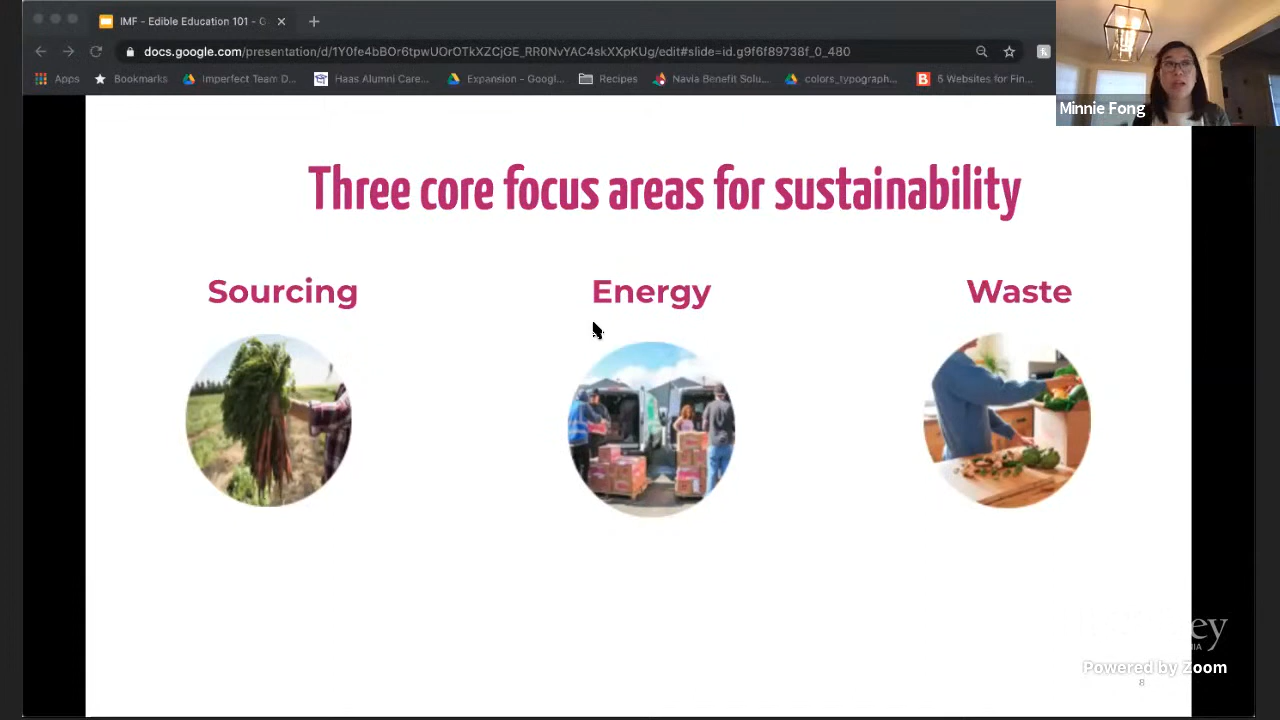 IMF - Edible Education 101 - G
docs.google.com/presentation/d/1Y0fe4bBOr6tpwUOrOTkXZCjGE_RR0NvYAC4skXXpKUg/edit#slide=id.g9f6f89738f_0_480
Apps Bookmarks Imperfect Team D... Haas Alumni Care... Expansion – Googl... Recipes Navia Benefit Solu... colors_typograph... B 5 Websites for Fin...
Minnie Fong
Three core focus areas for sustainability
Sourcing Energy Waste
Powered by Zoom
8